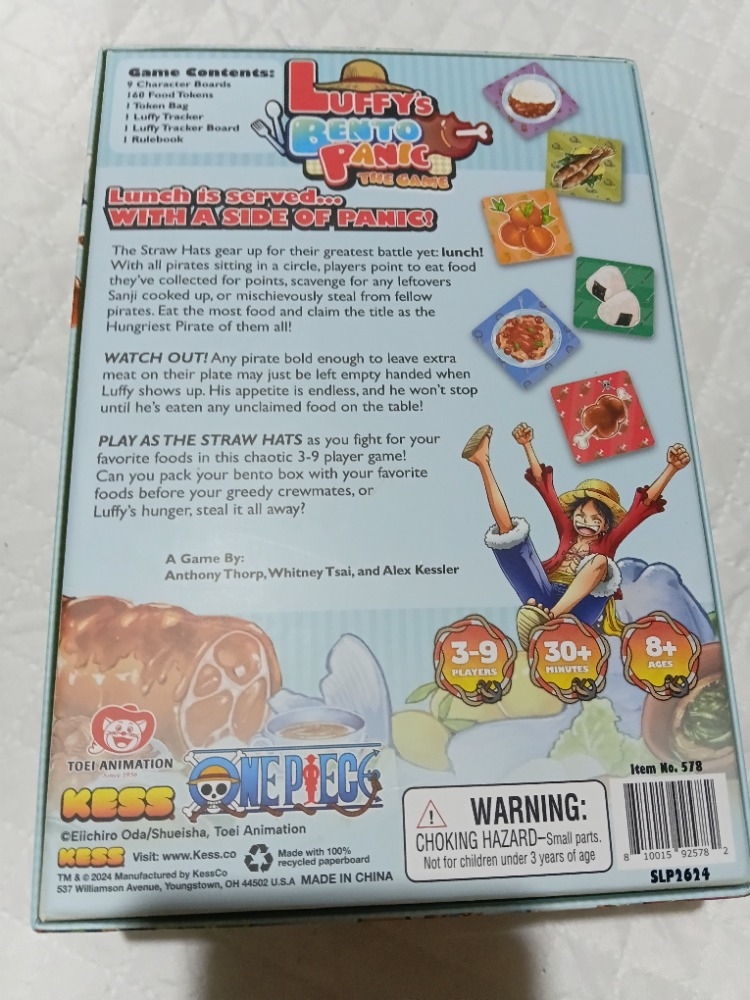 Game Contents:
9 Character Boards
160 Food Tokens
1 Token Bag
1 Luffy Tracker
1 Luffy Tracker Board
1 Rulebook
LUFFY'S
BENTO
PANIC
THE GAME
Lunch is served...
WITH A SIDE OF PANIC!
The Straw Hats gear up for their greatest battle yet: lunch!
With all pirates sitting in a circle, players point to eat food
they've collected for points, scavenge for any leftovers
Sanji cooked up, or mischievously steal from fellow
pirates. Eat the most food and claim the title as the
Hungriest Pirate of them all!
WATCH OUT! Any pirate bold enough to leave extra
meat on their plate may just be left empty handed when
Luffy shows up. His appetite is endless, and he won't stop
until he's eaten any unclaimed food on the table!
PLAY AS THE STRAW HATS as you fight for your
favorite foods in this chaotic 3-9 player game!
Can you pack your bento box with your favorite
foods before your greedy crewmates, or
Luffy's hunger, steal it all away?
A Game By:
Anthony Thorp, Whitney Tsai, and Alex Kessler
3-9
PLAYERS
30+
MINUTES
8+
AGES
TOEI ANIMATION
Since 1956
KESS
ONE PIECE
©Eiichiro Oda/Shueisha, Toei Animation
KESS Visit: www.Kess.co
Made with 100%
recycled paperboard
TM & © 2024 Manufactured by KessCo
537 Williamson Avenue, Youngstown, OH 44502 U.S.A MADE IN CHINA
WARNING:
CHOKING HAZARD–Small parts.
Not for children under 3 years of age
Item No. 578
8 10015 92578 2
SLP2624